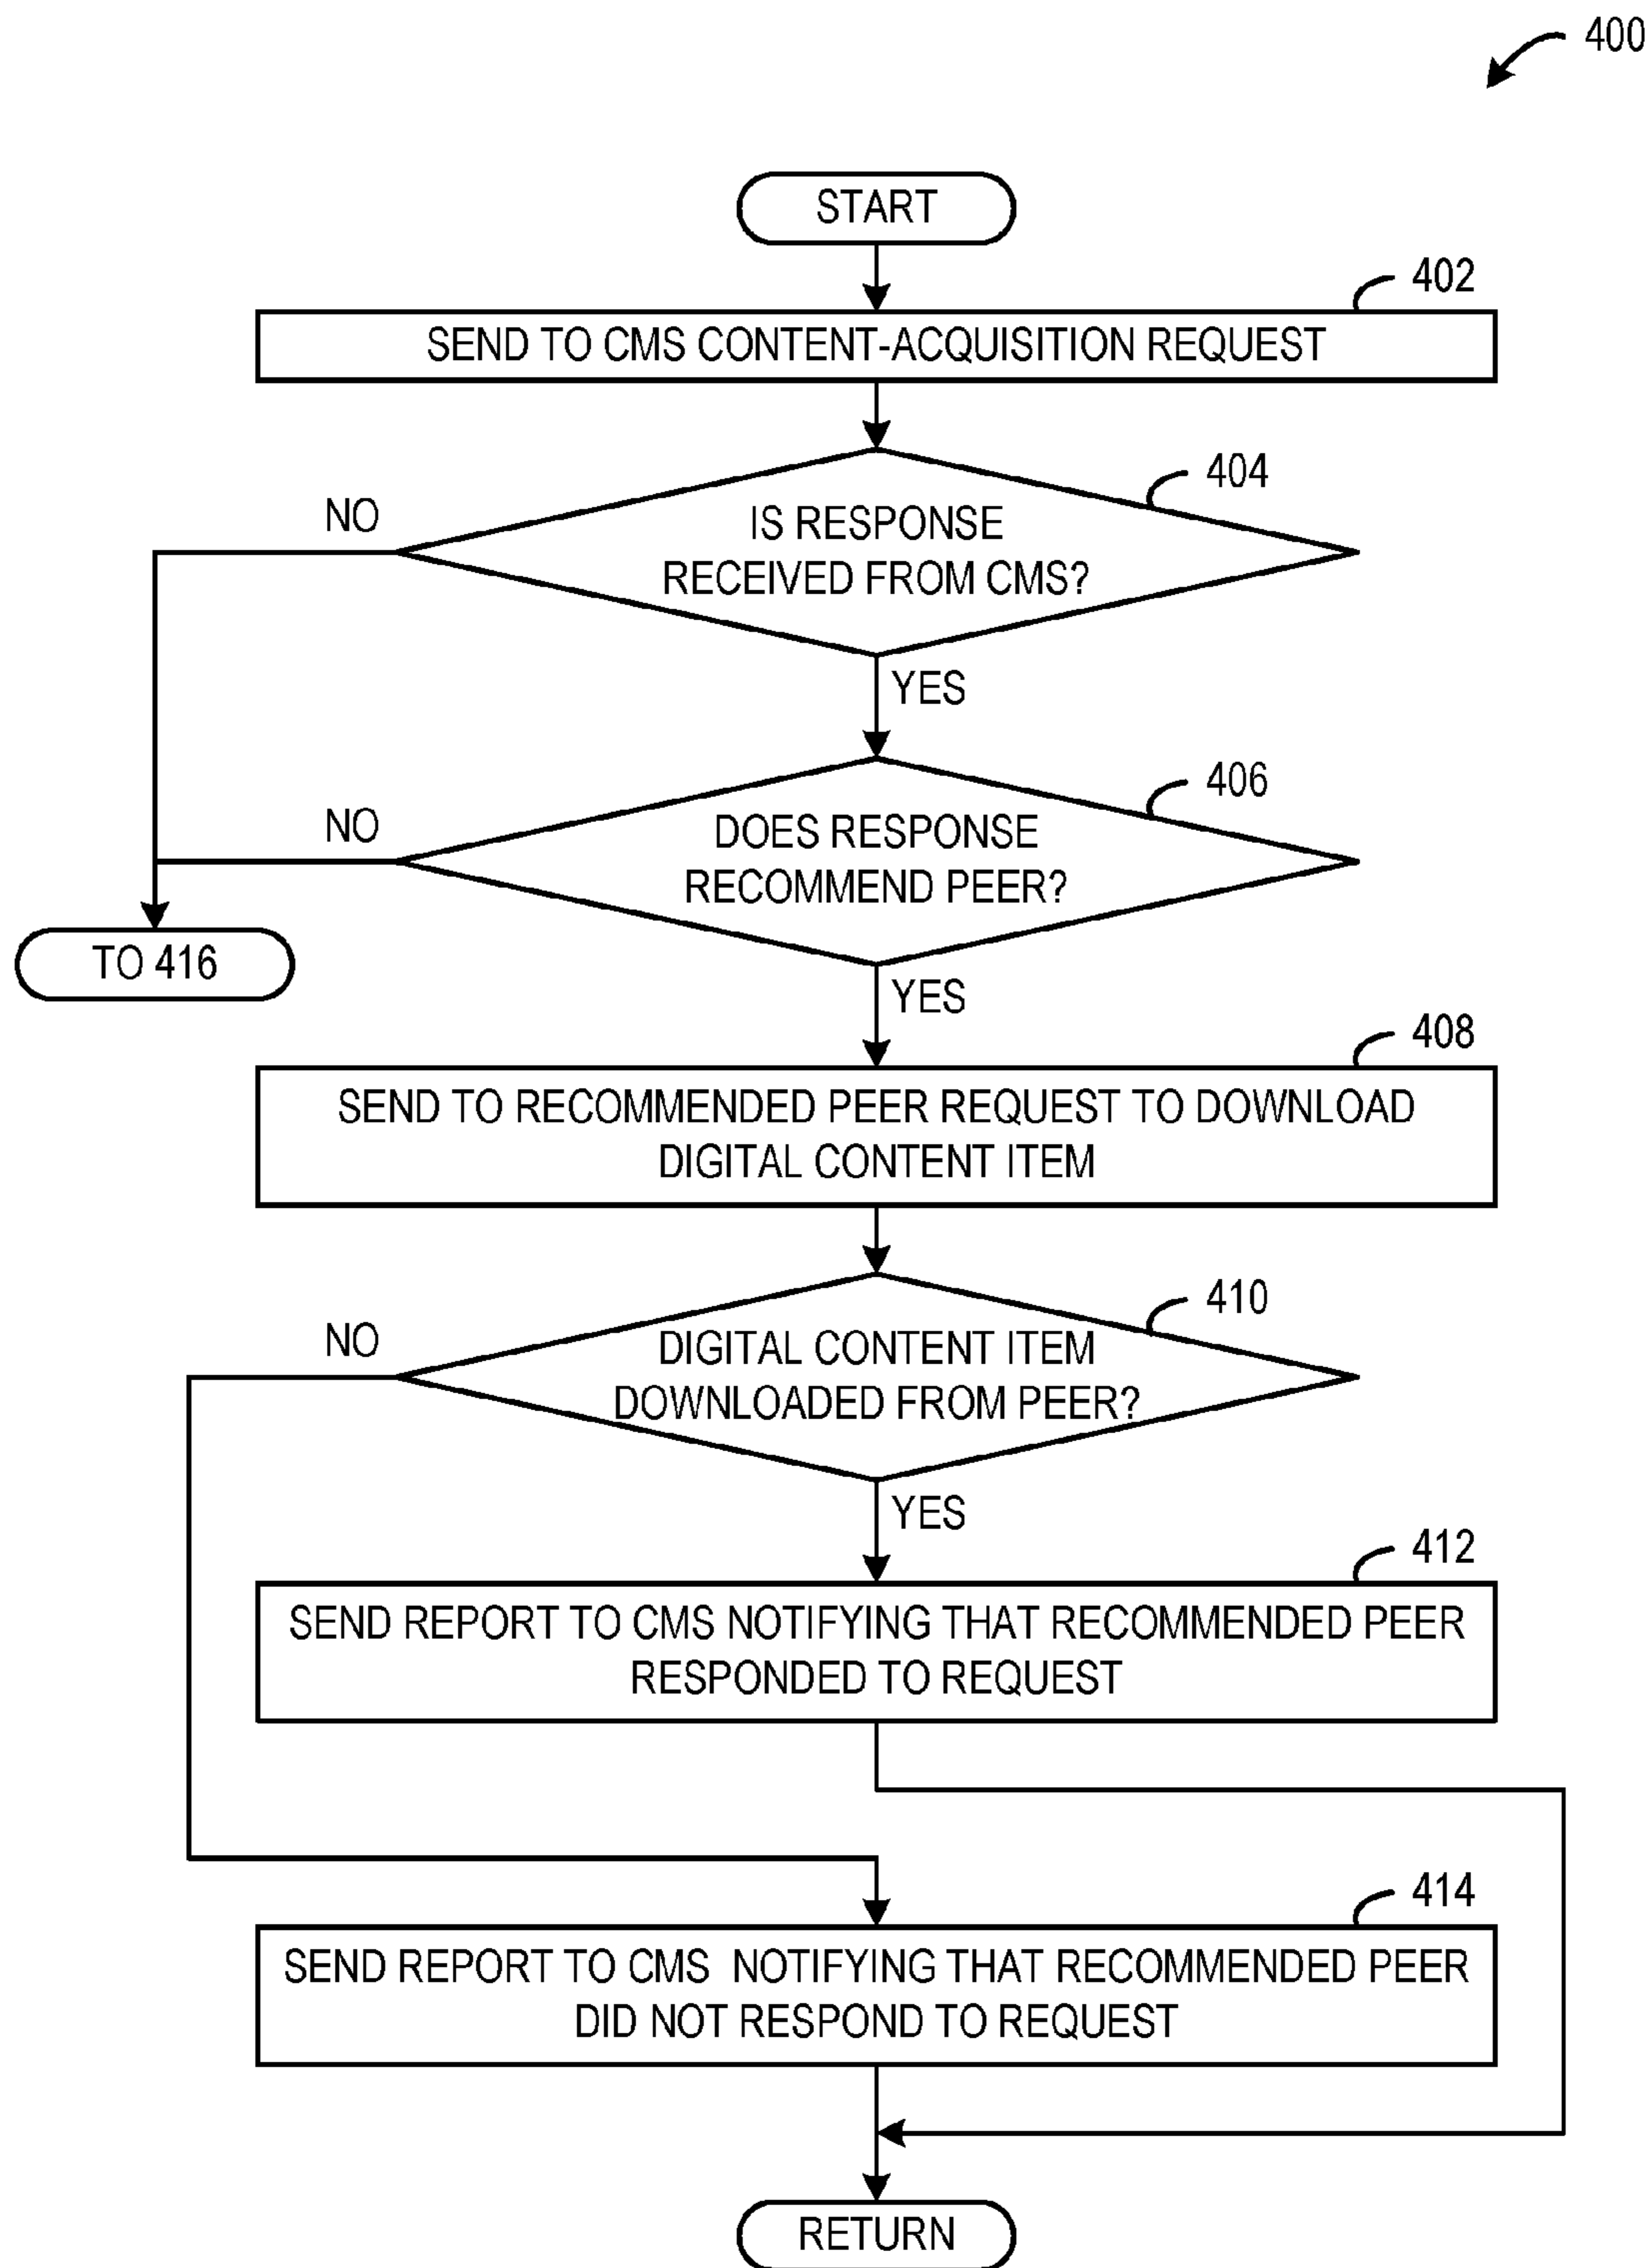 400
START
402
SEND TO CMS CONTENT-ACQUISITION REQUEST
404
NO
IS RESPONSE
RECEIVED FROM CMS?
YES
406
NO
DOES RESPONSE
RECOMMEND PEER?
TO 416
YES
408
SEND TO RECOMMENDED PEER REQUEST TO DOWNLOAD
DIGITAL CONTENT ITEM
410
NO
DIGITAL CONTENT ITEM
DOWNLOADED FROM PEER?
YES
412
SEND REPORT TO CMS NOTIFYING THAT RECOMMENDED PEER
RESPONDED TO REQUEST
414
SEND REPORT TO CMS NOTIFYING THAT RECOMMENDED PEER
DID NOT RESPOND TO REQUEST
RETURN